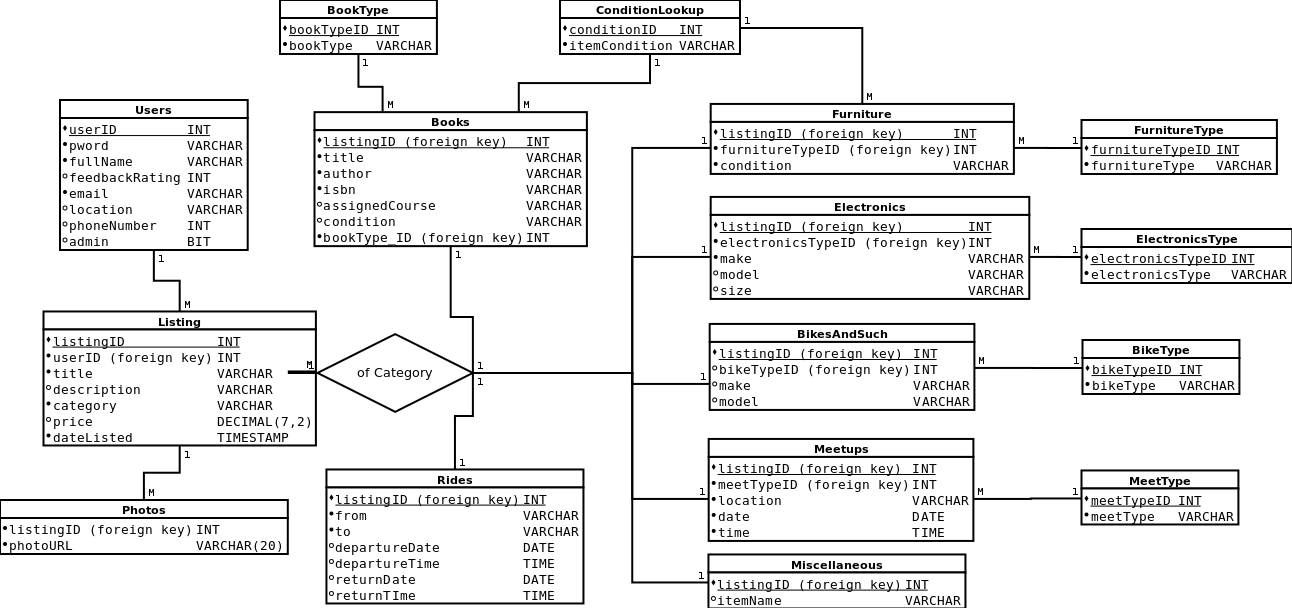 BookType
bookTypeID INT
bookType VARCHAR
1
M
ConditionLookup
conditionID INT
itemCondition VARCHAR
1
1
M
M
Users
userID INT
pword VARCHAR
fullName VARCHAR
feedbackRating INT
email VARCHAR
location VARCHAR
phoneNumber INT
admin BIT
1
M
Books
listingID (foreign key) INT
title VARCHAR
author VARCHAR
isbn VARCHAR
assignedCourse VARCHAR
condition VARCHAR
bookType_ID (foreign key) INT
1
Furniture
listingID (foreign key) INT
furnitureTypeID (foreign key) INT
condition VARCHAR
1
M
1
FurnitureType
furnitureTypeID INT
furnitureType VARCHAR
Electronics
listingID (foreign key) INT
electronicsTypeID (foreign key) INT
make VARCHAR
model VARCHAR
size VARCHAR
1
M
1
ElectronicsType
electronicsTypeID INT
electronicsType VARCHAR
Listing
listingID INT
userID (foreign key) INT
title VARCHAR
description VARCHAR
category VARCHAR
price DECIMAL(7,2)
dateListed TIMESTAMP
M
1
of Category
1
1
BikesAndSuch
listingID (foreign key) INT
bikeTypeID (foreign key) INT
make VARCHAR
model VARCHAR
1
M
1
BikeType
bikeTypeID INT
bikeType VARCHAR
1
M
Photos
listingID (foreign key) INT
photoURL VARCHAR(20)
1
Rides
listingID (foreign key) INT
from VARCHAR
to VARCHAR
departureDate DATE
departureTime TIME
returnDate DATE
returnTIme TIME
Meetups
listingID (foreign key) INT
meetTypeID (foreign key) INT
location VARCHAR
date DATE
time TIME
1
M
1
MeetType
meetTypeID INT
meetType VARCHAR
1
Miscellaneous
listingID (foreign key) INT
itemName VARCHAR